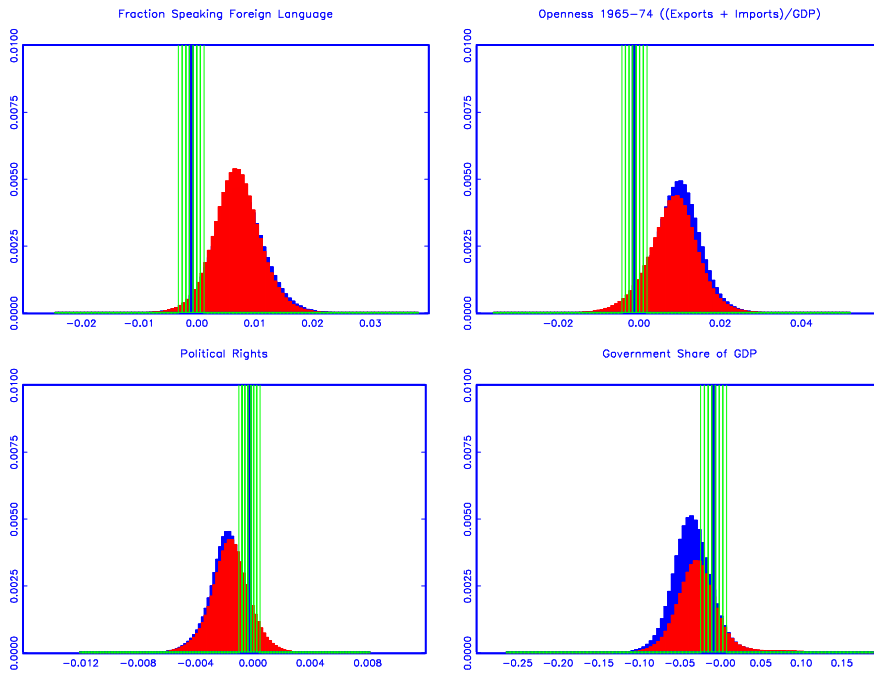 Fraction Speaking Foreign Language
0.0000 0.0025 0.0050 0.0075 0.0100
−0.02 −0.01 0.00 0.01 0.02 0.03
Openness 1965−74 ((Exports + Imports)/GDP)
0.0000 0.0025 0.0050 0.0075 0.0100
−0.02 0.00 0.02 0.04
Political Rights
0.0000 0.0025 0.0050 0.0075 0.0100
−0.012 −0.008 −0.004 0.000 0.004 0.008
Government Share of GDP
0.0000 0.0025 0.0050 0.0075 0.0100
−0.25 −0.20 −0.15 −0.10 −0.05 −0.00 0.05 0.10 0.15